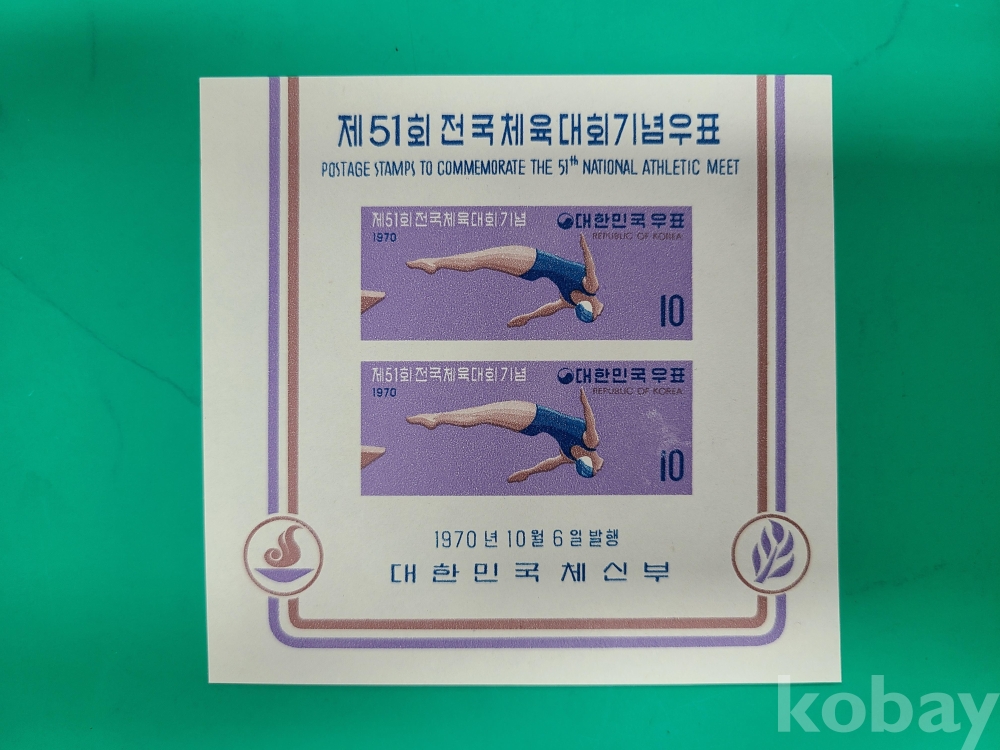 제51회 전국체육대회기념우표
POSTAGE STAMPS TO COMMEMORATE THE 51th NATIONAL ATHLETIC MEET
제51회전국체육대회기념
1970
대한민국우표
REPUBLIC OF KOREA
10
제51회전국체육대회기념
1970
대한민국우표
REPUBLIC OF KOREA
10
1970년 10월 6일발행
대한민국체신부
kobay